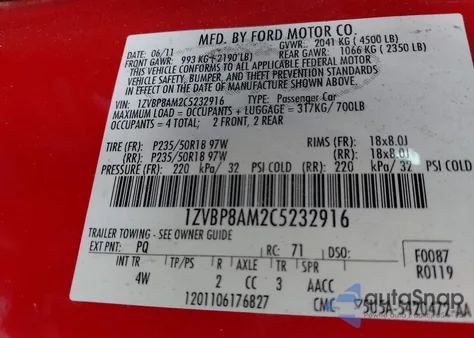 MFD. BY FORD MOTOR CO.
DATE: 06/11 GVWR: 2041 KG (4500 LB)
FRONT GAWR: 993 KG (2190 LB) REAR GAWR: 1066 KG (2350 LB)
THIS VEHICLE CONFORMS TO ALL APPLICABLE FEDERAL MOTOR
VEHICLE SAFETY, BUMPER, AND THEFT PREVENTION STANDARDS
IN EFFECT ON THE DATE OF MANUFACTURE SHOWN ABOVE.
VIN: 1ZVBP8AM2C5232916 TYPE: Passenger Car
MAXIMUM LOAD = OCCUPANTS + LUGGAGE = 317KG/700LB
OCCUPANTS = 4 TOTAL; 2 FRONT, 2 REAR
TIRE (FR): P235/50R18 97W RIMS (FR): 18x8.0J
(RR): P235/50R18 97W (RR): 18x8.0J
PRESSURE (FR): 220 kPa/ 32 PSI COLD (RR): 220 kPa/ 32 PSI COLD
1ZVBP8AM2C5232916
TRAILER TOWING - SEE OWNER GUIDE
EXT PNT: PQ RC: 71 DSO: F0087
R0119
INT TR TP/PS R AXLE TR SPR
4W 2 CC 3 AACC
1201106176827 CMC 5U5A-5420472-AA
autoSnap